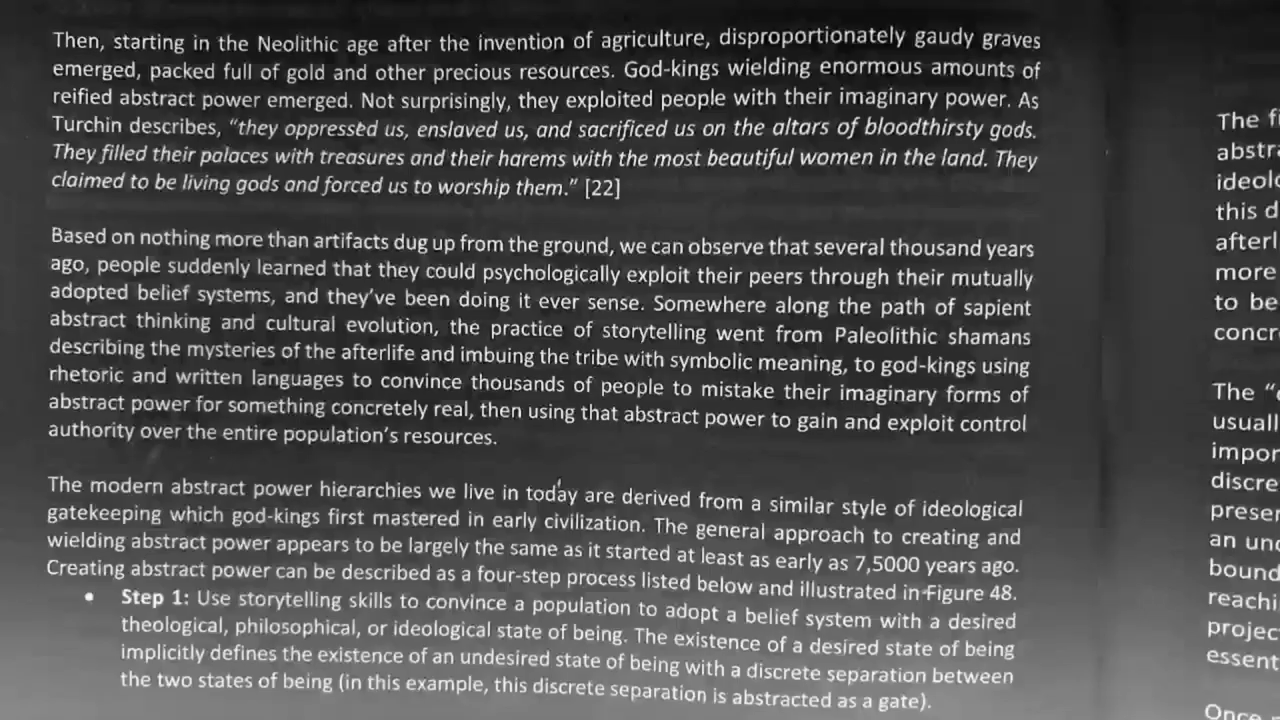 Then, starting in the Neolithic age after the invention of agriculture, disproportionately gaudy graves
emerged, packed full of gold and other precious resources. God-kings wielding enormous amounts of
reified abstract power emerged. Not surprisingly, they exploited people with their imaginary power. As
Turchin describes, “they oppressed us, enslaved us, and sacrificed us on the altars of bloodthirsty gods.
They filled their palaces with treasures and their harems with the most beautiful women in the land. They
claimed to be living gods and forced us to worship them.” [22]
Based on nothing more than artifacts dug up from the ground, we can observe that several thousand years
ago, people suddenly learned that they could psychologically exploit their peers through their mutually
adopted belief systems, and they’ve been doing it ever sense. Somewhere along the path of sapient
abstract thinking and cultural evolution, the practice of storytelling went from Paleolithic shamans
describing the mysteries of the afterlife and imbuing the tribe with symbolic meaning, to god-kings using
rhetoric and written languages to convince thousands of people to mistake their imaginary forms of
abstract power for something concretely real, then using that abstract power to gain and exploit control
authority over the entire population’s resources.
The modern abstract power hierarchies we live in today are derived from a similar style of ideological
gatekeeping which god-kings first mastered in early civilization. The general approach to creating and
wielding abstract power appears to be largely the same as it started at least as early as 7,5000 years ago.
Creating abstract power can be described as a four-step process listed below and illustrated in Figure 48.
• Step 1: Use storytelling skills to convince a population to adopt a belief system with a desired
theological, philosophical, or ideological state of being. The existence of a desired state of being
implicitly defines the existence of an undesired state of being with a discrete separation between
the two states of being (in this example, this discrete separation is abstracted as a gate).
The
this
more
to be
The
an
Once